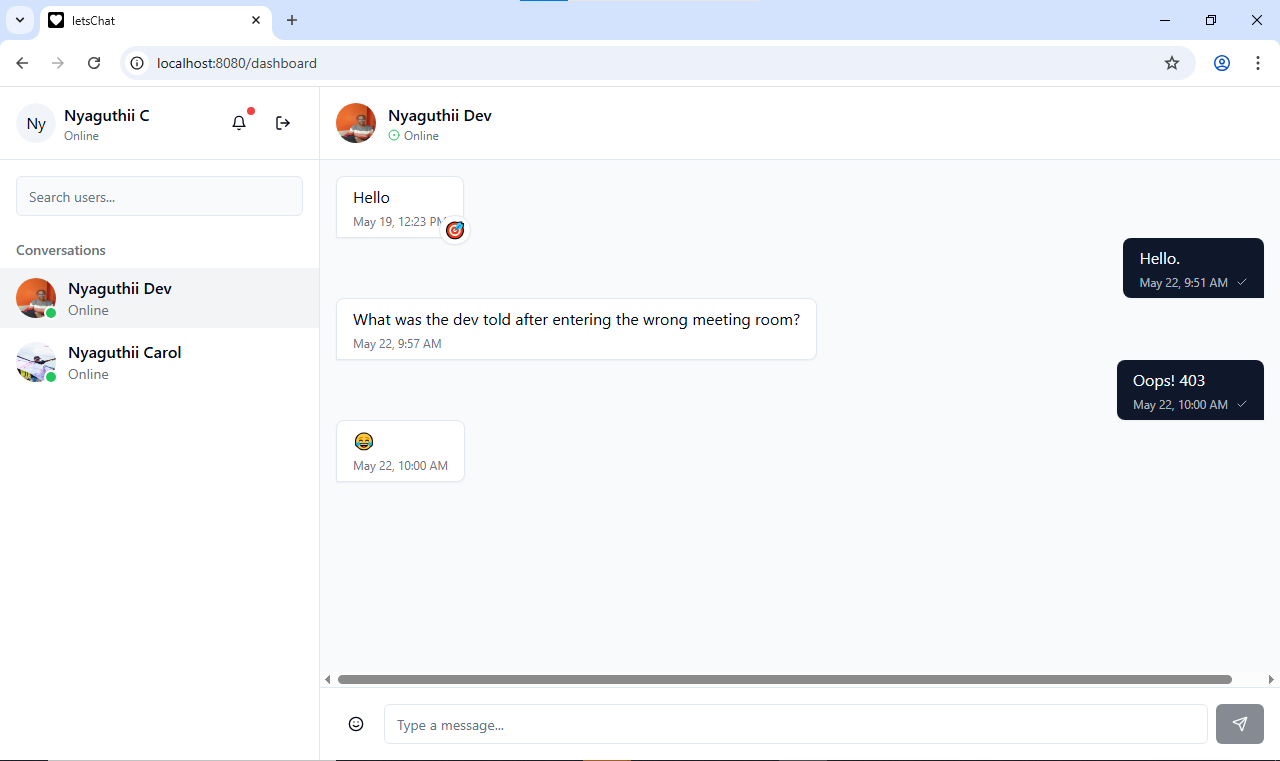 letsChat
localhost:8080/dashboard
Ny
Nyaguthii C
Online
Search users...
Conversations
Nyaguthii Dev
Online
Nyaguthii Carol
Online
Nyaguthii Dev
Online
Hello
May 19, 12:23 PM
Hello.
May 22, 9:51 AM
What was the dev told after entering the wrong meeting room?
May 22, 9:57 AM
Oops! 403
May 22, 10:00 AM
😂
May 22, 10:00 AM
Type a message...